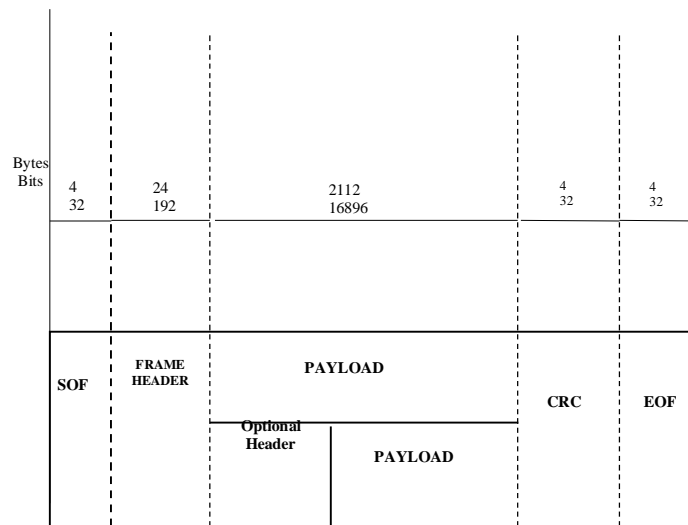 Bytes
Bits
4
32
24
192
2112
16896
4
32
4
32
SOF
FRAME
HEADER
PAYLOAD
CRC
EOF
Optional
Header
PAYLOAD